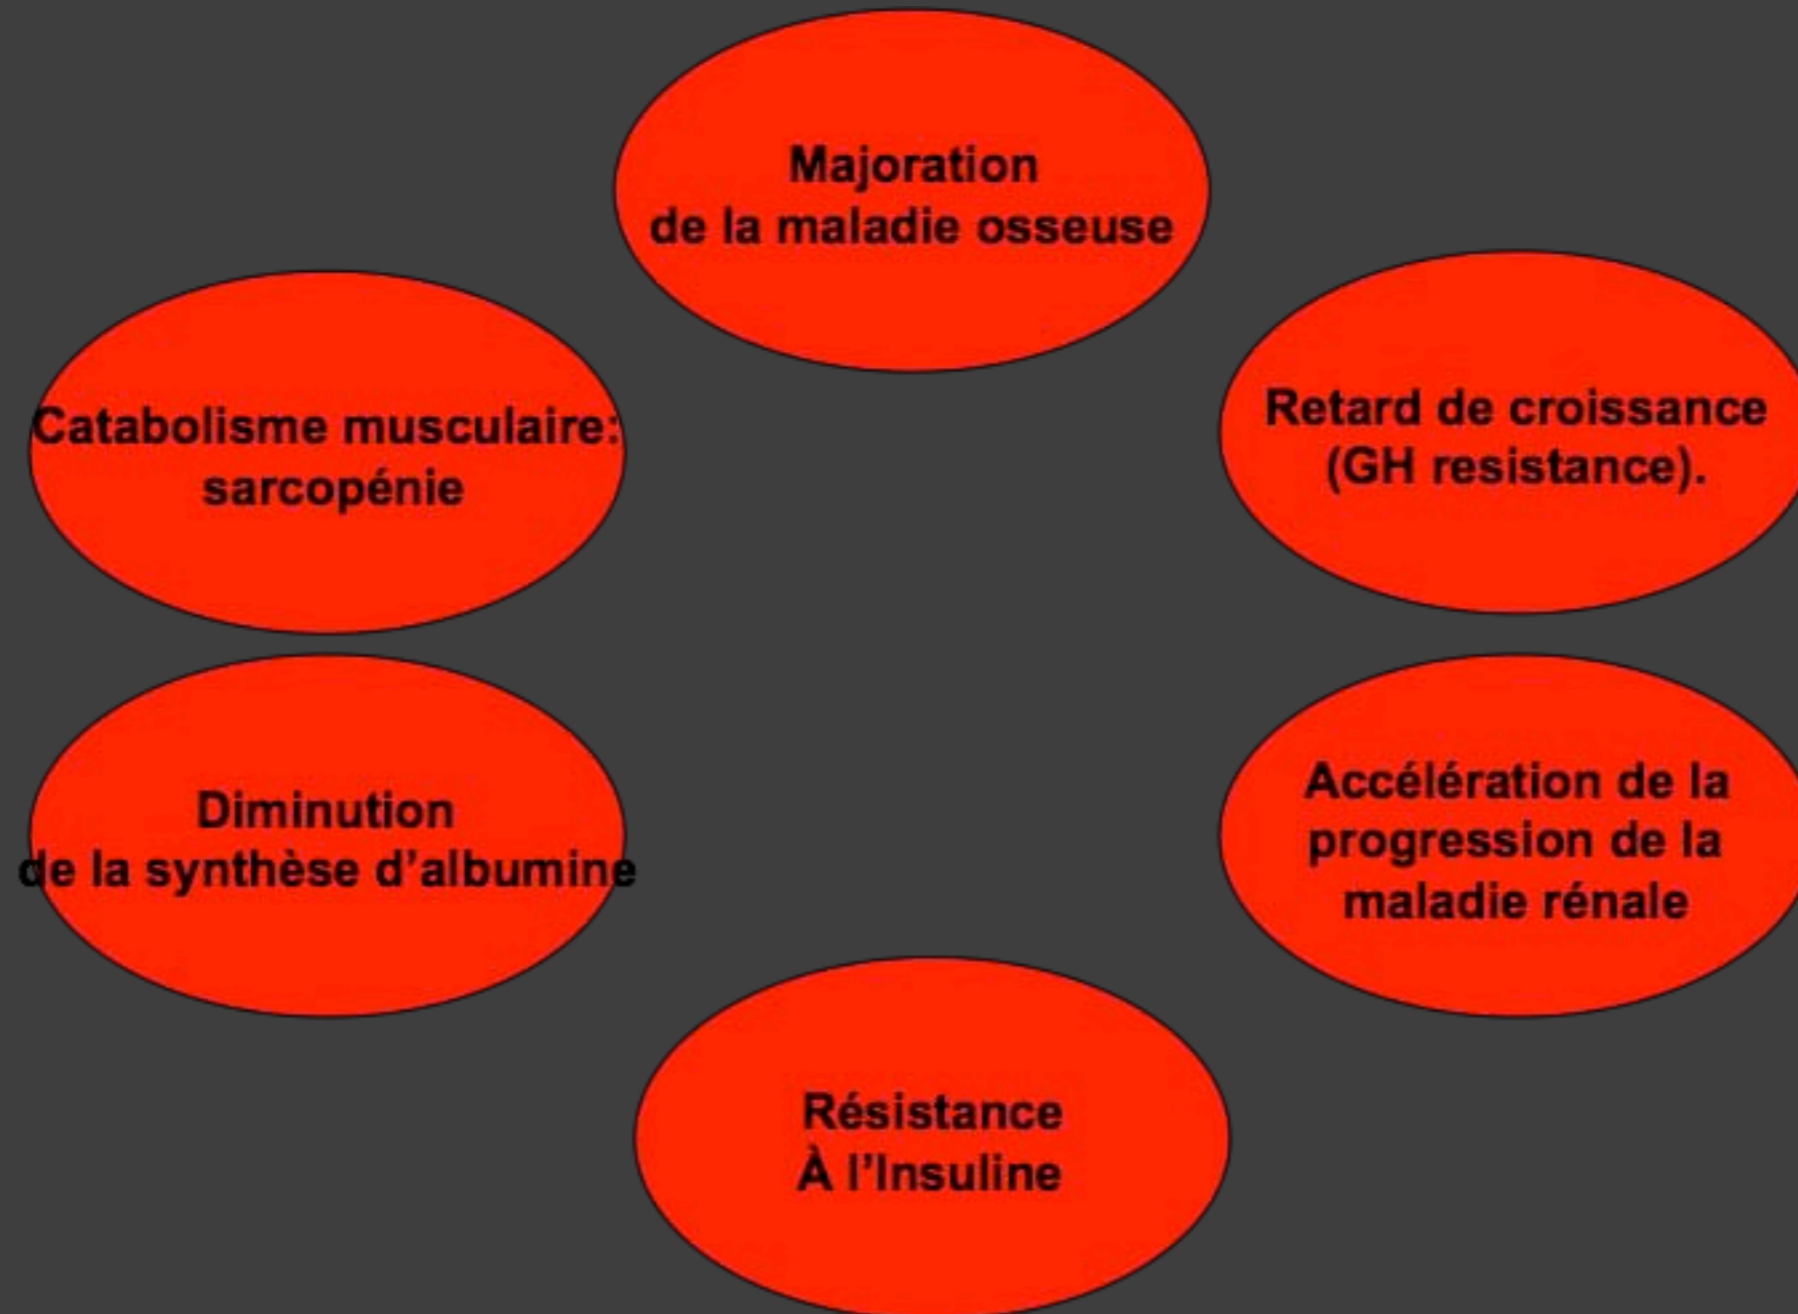 Majoration
de la maladie osseuse
Catabolisme musculaire:
sarcopénie
Retard de croissance
(GH resistance).
Diminution
de la synthèse d’albumine
Accélération de la
progression de la
maladie rénale
Résistance
À l’Insuline